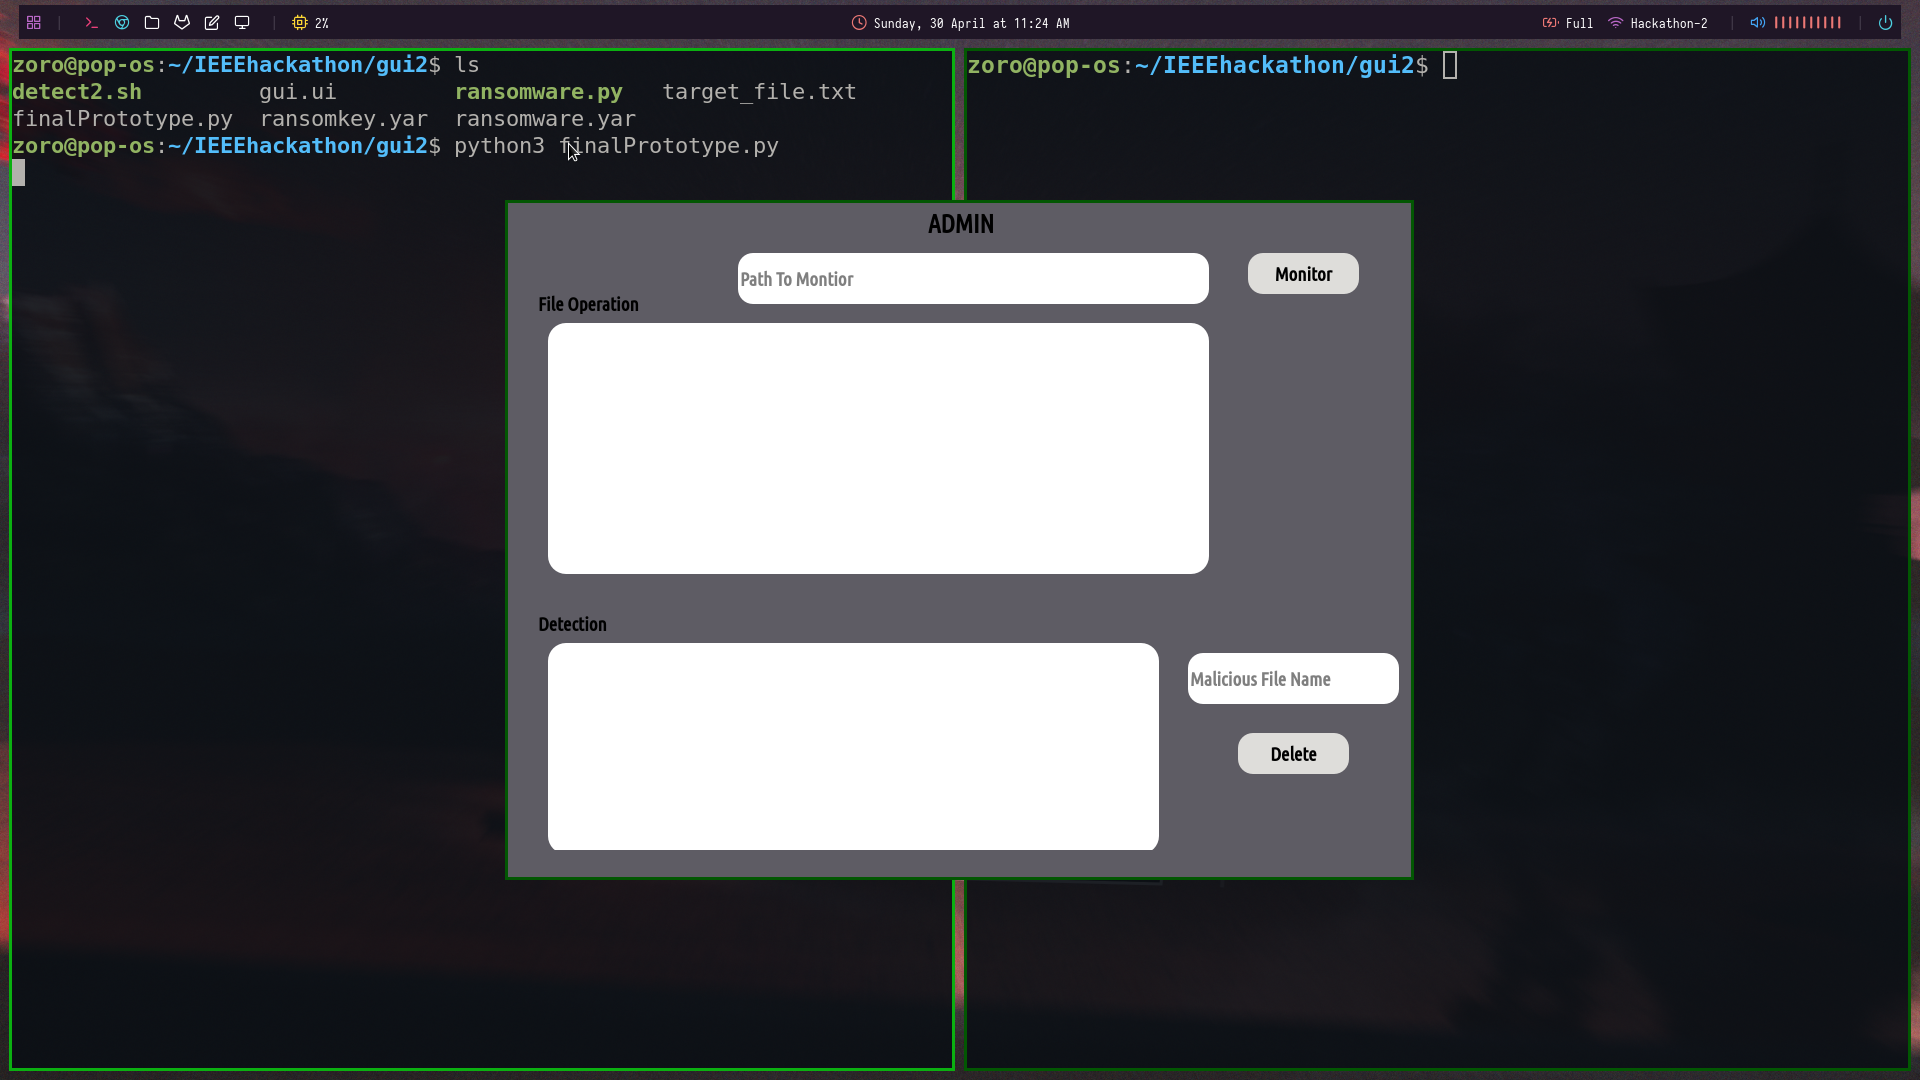 2%
Sunday, 30 April at 11:24 AM
Full
Hackathon-2
zoro@pop-os:~/IEEEhackathon/gui2$ ls
detect2.sh gui.ui ransomware.py target_file.txt
finalPrototype.py ransomkey.yar ransomware.yar
zoro@pop-os:~/IEEEhackathon/gui2$ python3 finalPrototype.py
zoro@pop-os:~/IEEEhackathon/gui2$
ADMIN
Path To Montior
Monitor
File Operation
Detection
Malicious File Name
Delete